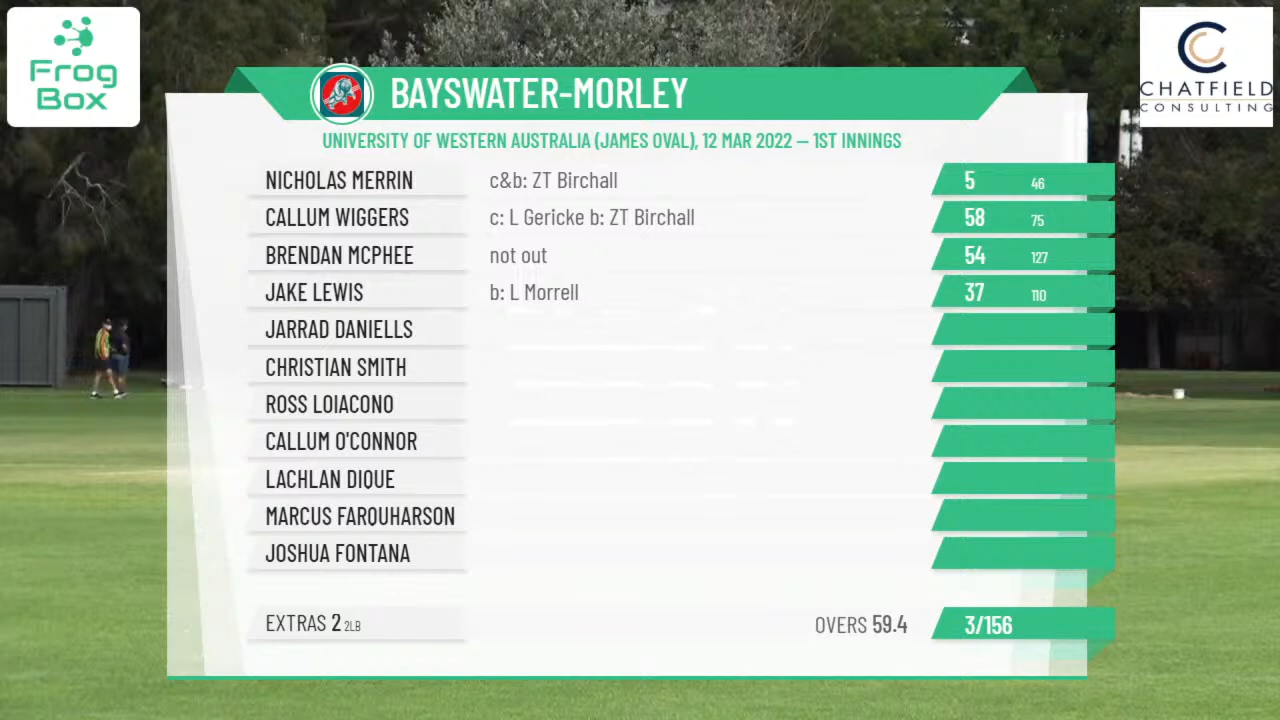 Frog
Box
CHATFIELD
CONSULTING
BAYSWATER-MORLEY
UNIVERSITY OF WESTERN AUSTRALIA (JAMES OVAL), 12 MAR 2022 – 1ST INNINGS
NICHOLAS MERRIN c&b: ZT Birchall 5 46
CALLUM WIGGERS c: L Gericke b: ZT Birchall 58 75
BRENDAN MCPHEE not out 54 127
JAKE LEWIS b: L Morrell 37 110
JARRAD DANIELLS
CHRISTIAN SMITH
ROSS LOIACONO
CALLUM O'CONNOR
LACHLAN DIQUE
MARCUS FARQUHARSON
JOSHUA FONTANA
EXTRAS 2 2LB OVERS 59.4 3/156